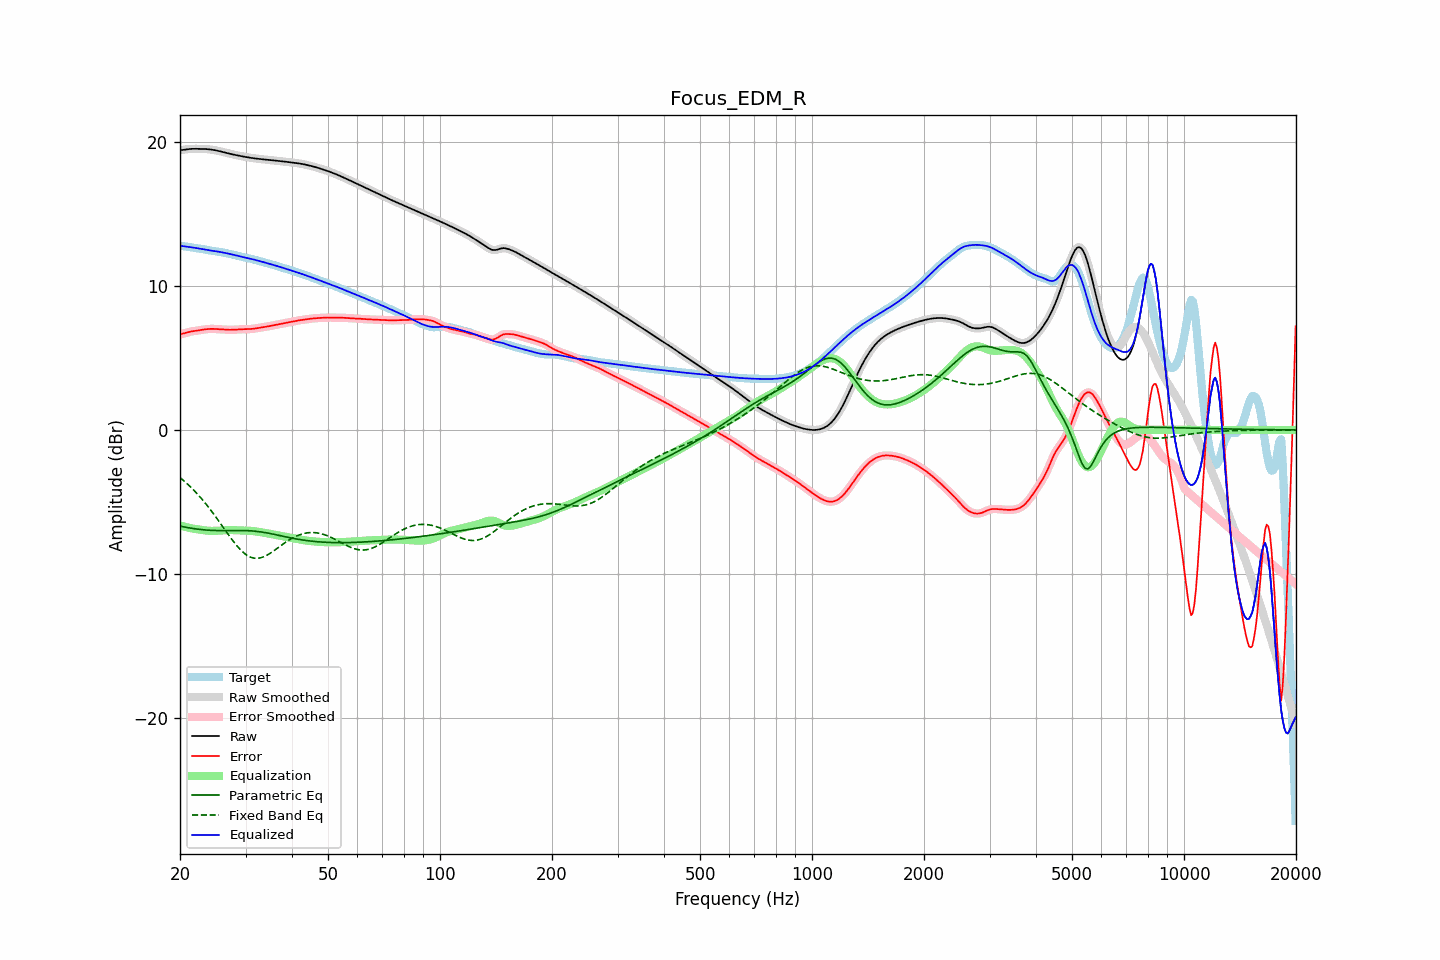 Focus_EDM_R
Amplitude (dBr)
20
10
0
−10
−20
Target
Raw Smoothed
Error Smoothed
Raw
Error
Equalization
Parametric Eq
Fixed Band Eq
Equalized
20 50 100 200 500 1000 2000 5000 10000 20000
Frequency (Hz)